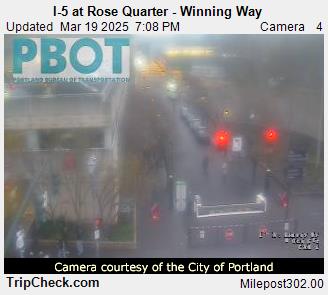 I-5 at Rose Quarter - Winning Way
Updated Mar 19 2025 7:08 PM Camera 4
PBOT
PORTLAND BUREAU OF TRANSPORTATION
Camera courtesy of the City of Portland
TripCheck.com Milepost302.00